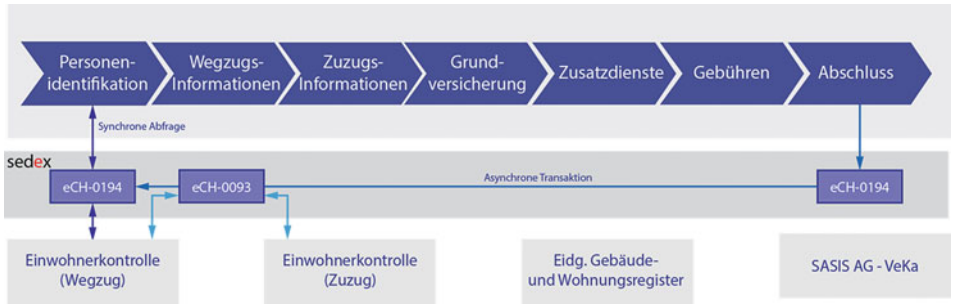 Personen-
identifikation
Wegzugs-
Informationen
Zuzugs-
Informationen
Grund-
versicherung
Zusatzdienste
Gebühren
Abschluss
Synchrone Abfrage
sedex
eCH-0194
eCH-0093
Asynchrone Transaktion
eCH-0194
Einwohnerkontrolle
(Wegzug)
Einwohnerkontrolle
(Zuzug)
Eidg. Gebäude-
und Wohnungsregister
SASIS AG - VeKa